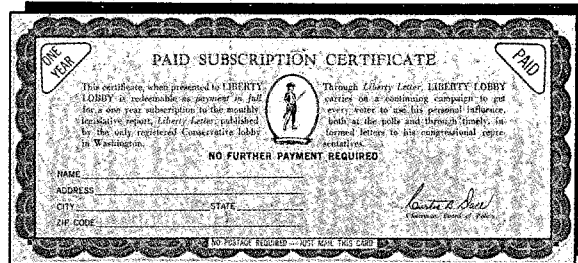 ONE YEAR
PAID SUBSCRIPTION CERTIFICATE
PAID
This certificate, when presented to LIBERTY
LOBBY is redeemable as payment in full
for a one year subscription to the monthly
legislative report, Liberty Letter, published
by the only registered Conservative lobby
in Washington.
Through Liberty Letter, LIBERTY LOBBY
carries on a continuing campaign to get
every voter to use his personal influence,
both at the polls and through timely, in-
formed letters to his congressional repre-
sentatives.
NO FURTHER PAYMENT REQUIRED
NAME
ADDRESS
CITY STATE
ZIP CODE
Curtis B. Dall
Chairman, Board of Policy
NO POSTAGE REQUIRED — JUST MAIL THIS CARD